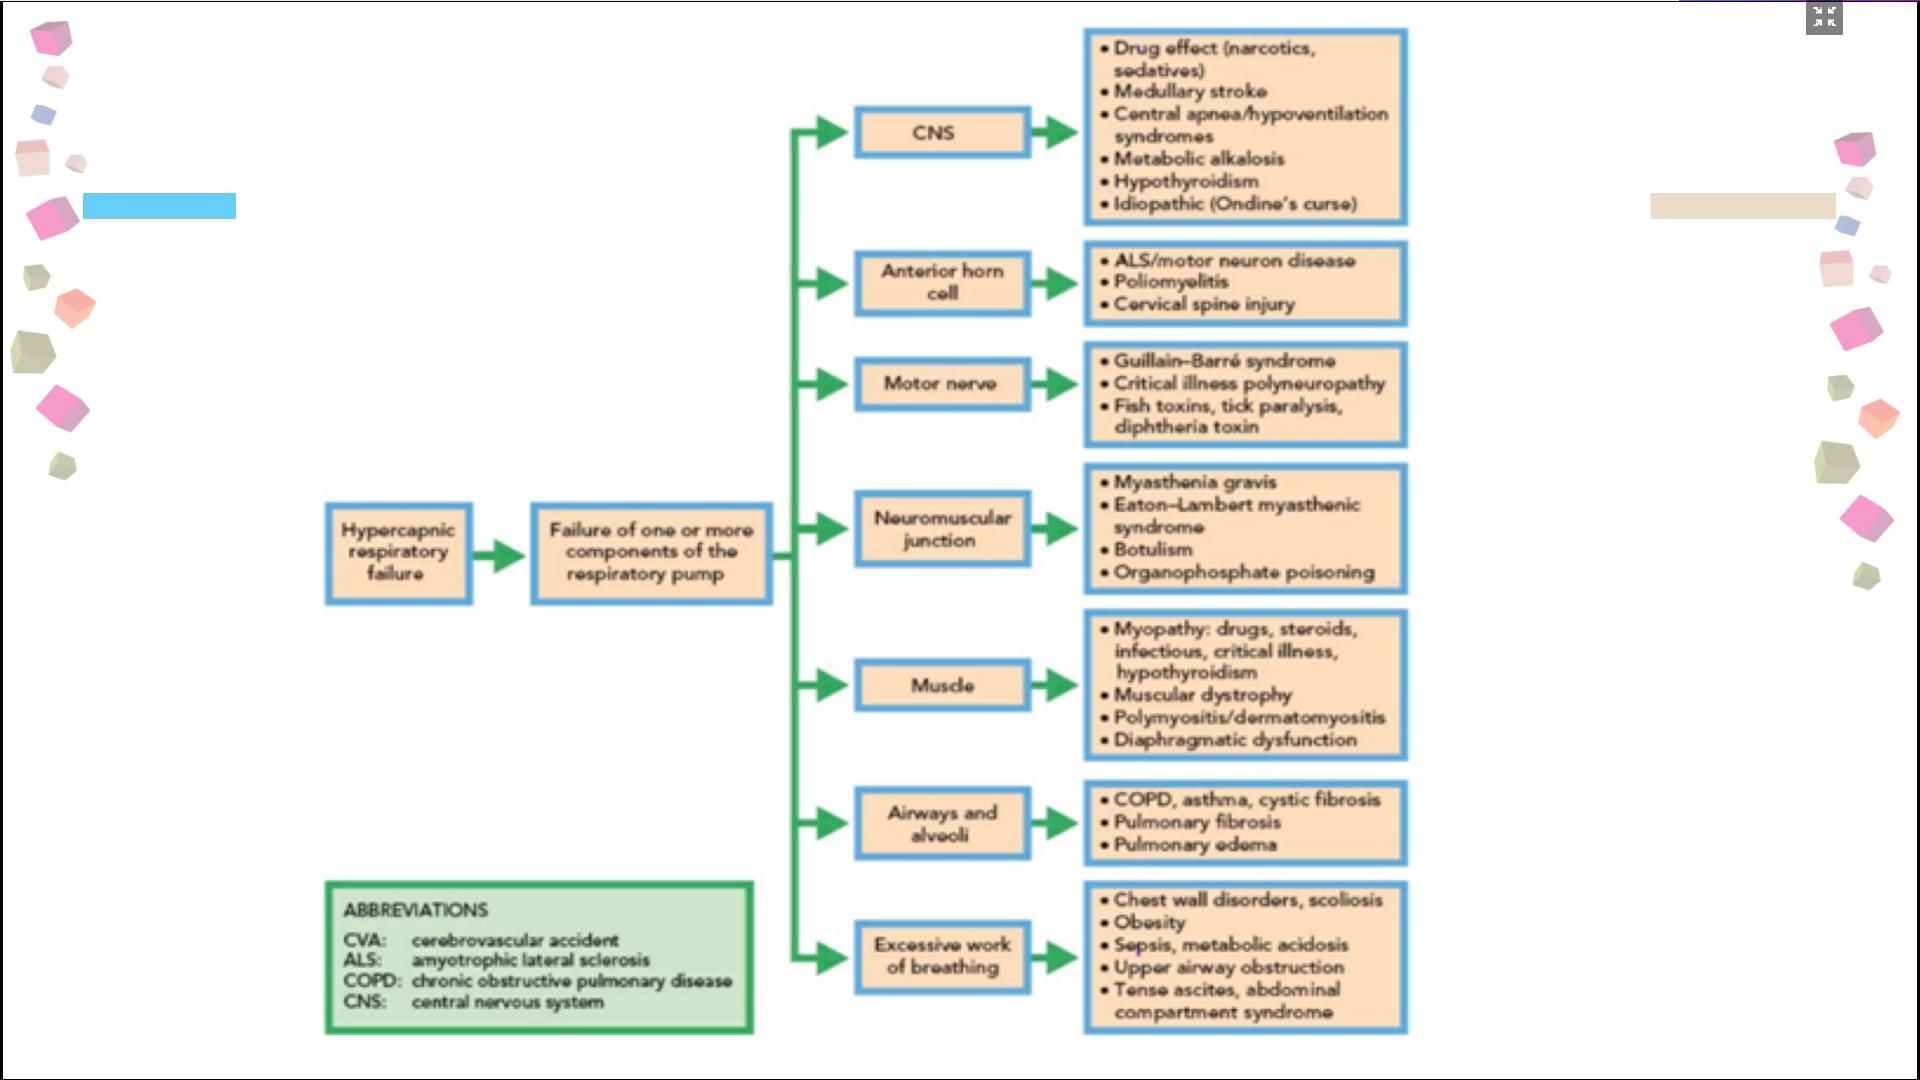 Hypercapnic
respiratory
failure
Failure of one or more
components of the
respiratory pump
CNS
• Drug effect (narcotics,
sedatives)
• Medullary stroke
• Central apnea/hypoventilation
syndromes
• Metabolic alkalosis
• Hypothyroidism
• Idiopathic (Ondine's curse)
Anterior horn
cell
• ALS/motor neuron disease
• Poliomyelitis
• Cervical spine injury
Motor nerve
• Guillain–Barré syndrome
• Critical illness polyneuropathy
• Fish toxins, tick paralysis,
diphtheria toxin
Neuromuscular
junction
• Myasthenia gravis
• Eaton–Lambert myasthenic
syndrome
• Botulism
• Organophosphate poisoning
Muscle
• Myopathy: drugs, steroids,
infectious, critical illness,
hypothyroidism
• Muscular dystrophy
• Polymyositis/dermatomyositis
• Diaphragmatic dysfunction
Airways and
alveoli
• COPD, asthma, cystic fibrosis
• Pulmonary fibrosis
• Pulmonary edema
Excessive work
of breathing
• Chest wall disorders, scoliosis
• Obesity
• Sepsis, metabolic acidosis
• Upper airway obstruction
• Tense ascites, abdominal
compartment syndrome
ABBREVIATIONS
CVA: cerebrovascular accident
ALS: amyotrophic lateral sclerosis
COPD: chronic obstructive pulmonary disease
CNS: central nervous system